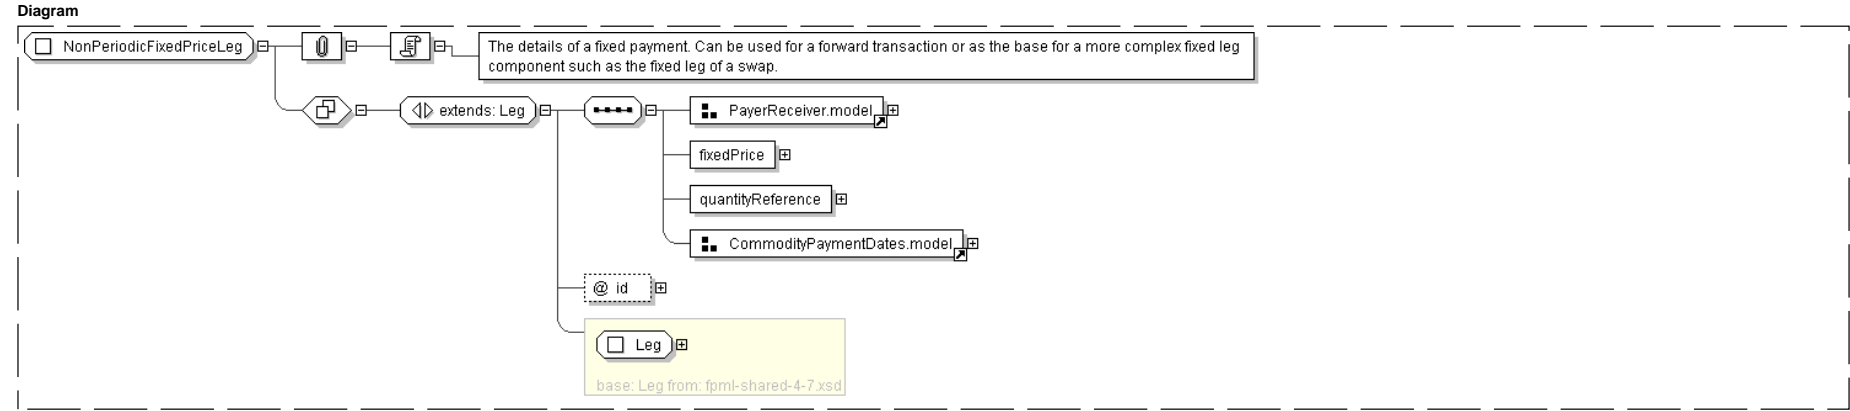 Diagram
NonPeriodicFixedPriceLeg
The details of a fixed payment. Can be used for a forward transaction or as the base for a more complex fixed leg
component such as the fixed leg of a swap.
extends: Leg
PayerReceiver.model
fixedPrice
quantityReference
CommodityPaymentDates.model
@ id
Leg
base: Leg from: fpml-shared-4-7.xsd